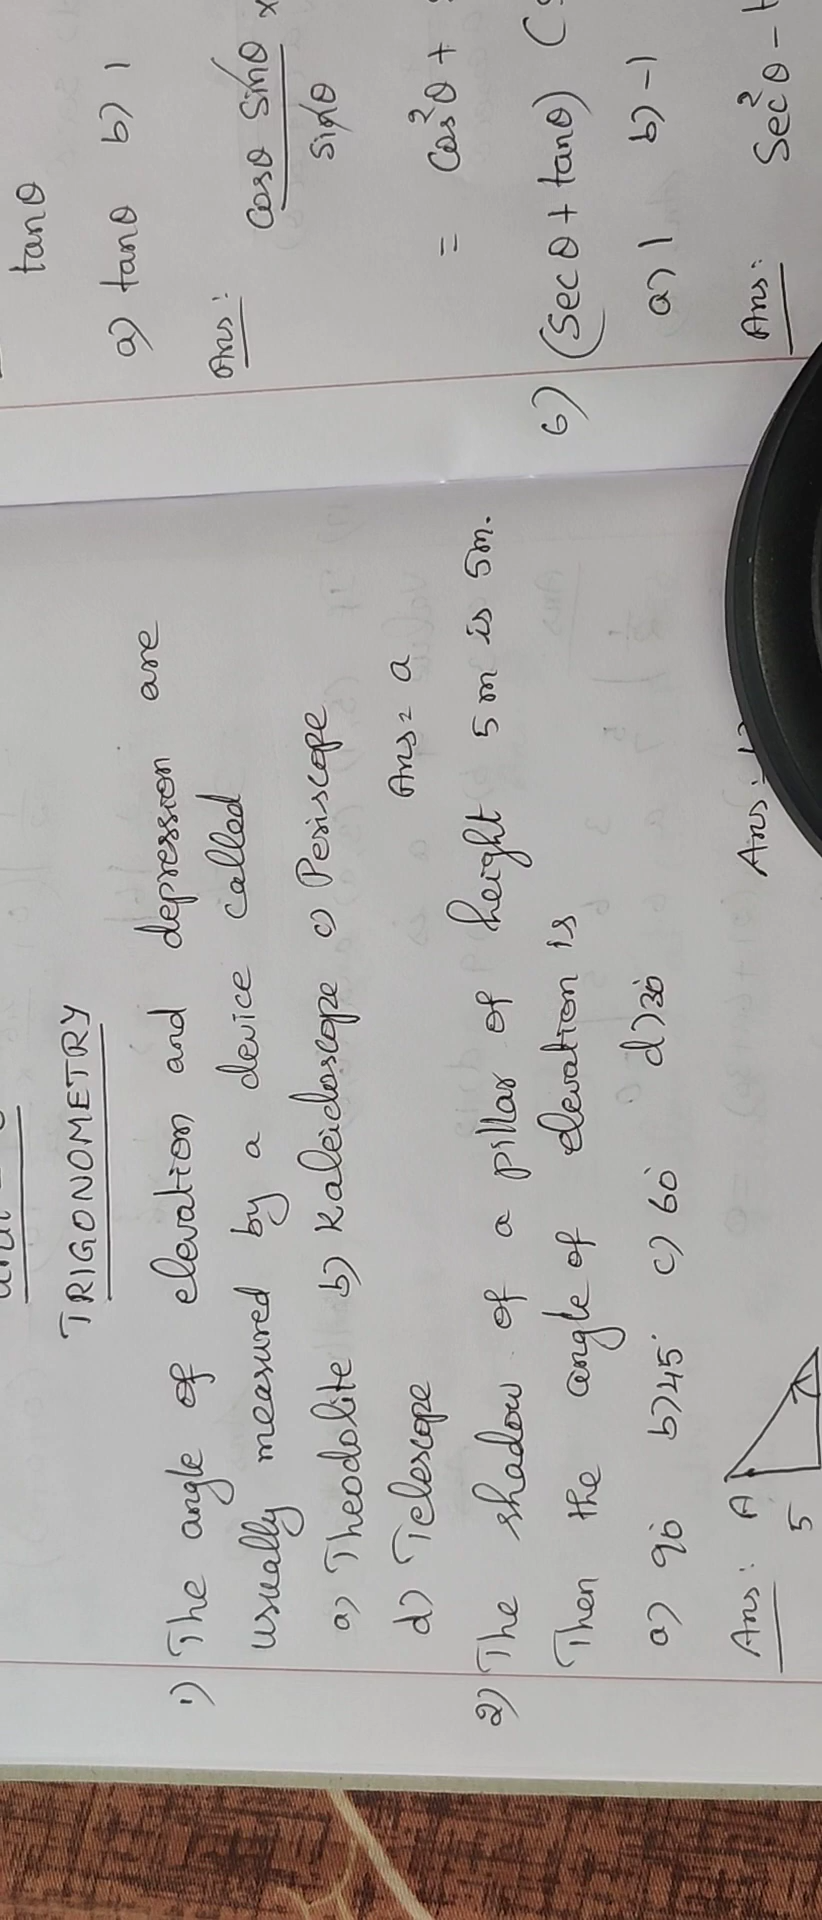 TRIGONOMETRY
1) The angle of elevation and depression are
usually measured by a device called
a) Theodolite b) Kaleidoscope c) Periscope
d) Telescope Ans = a
2) The shadow of a pillar of height 5 m is 5m.
Then the angle of elevation is
a) 90° b) 45° c) 60° d) 30°
Ans: A Ans:
5
tanθ
a) tanθ b) 1
Ans: cosθ sinθ ×
sinθ
= cos²θ +
6) (secθ + tanθ) (
a) 1 b) -1
Ans: sec²θ -